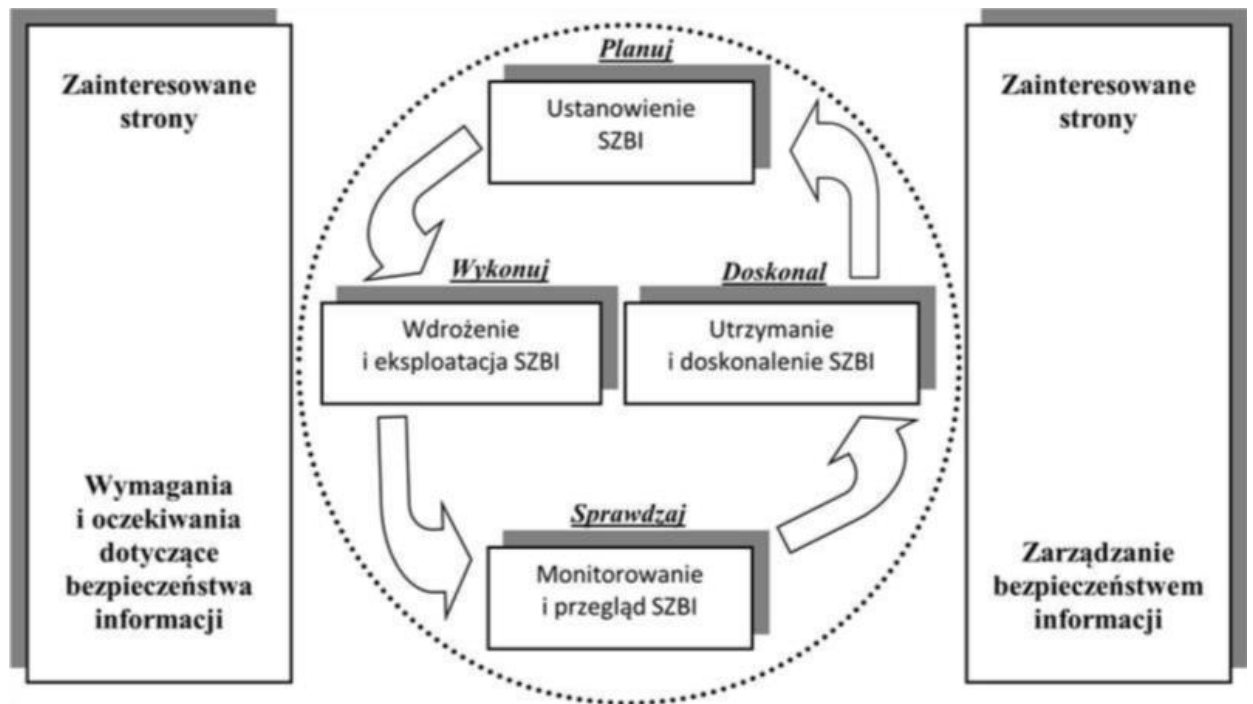 Zainteresowane
strony
Wymagania
i oczekiwania
dotyczące
bezpieczeństwa
informacji
Planuj
Ustanowienie
SZBI
Wykonuj
Wdrożenie
i eksploatacja SZBI
Doskonal
Utrzymanie
i doskonalenie SZBI
Sprawdzaj
Monitorowanie
i przegląd SZBI
Zainteresowane
strony
Zarządzanie
bezpieczeństwem
informacji